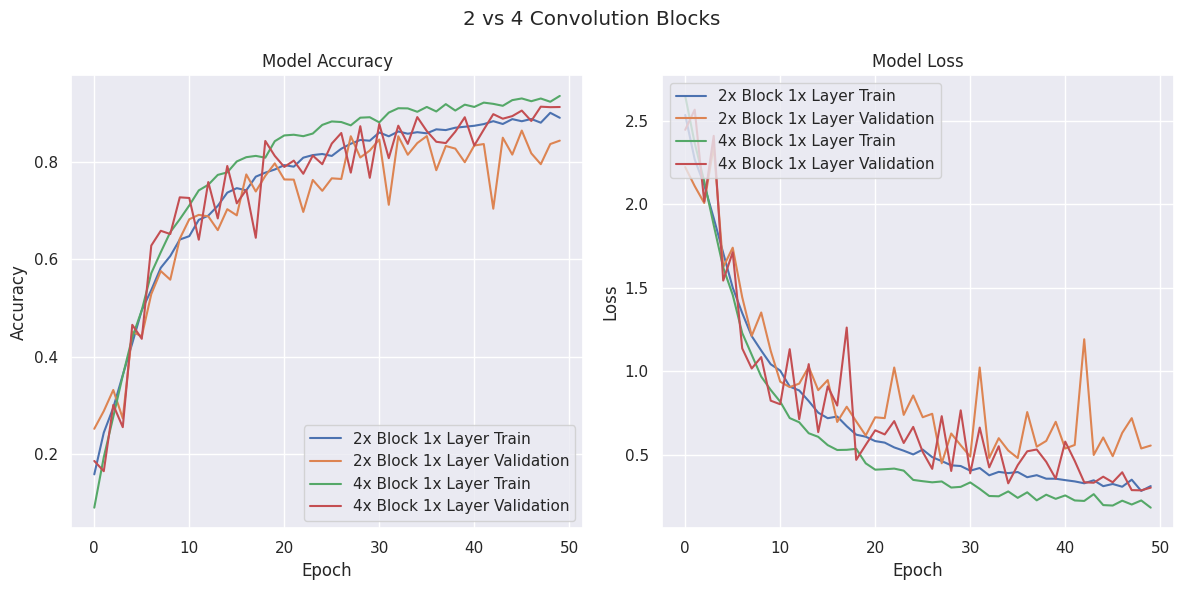 2 vs 4 Convolution Blocks
Model Accuracy
Accuracy
0.8
0.6
0.4
0.2
2x Block 1x Layer Train
2x Block 1x Layer Validation
4x Block 1x Layer Train
4x Block 1x Layer Validation
0 10 20 30 40 50
Epoch
Model Loss
Loss
2.5
2.0
1.5
1.0
0.5
2x Block 1x Layer Train
2x Block 1x Layer Validation
4x Block 1x Layer Train
4x Block 1x Layer Validation
0 10 20 30 40 50
Epoch